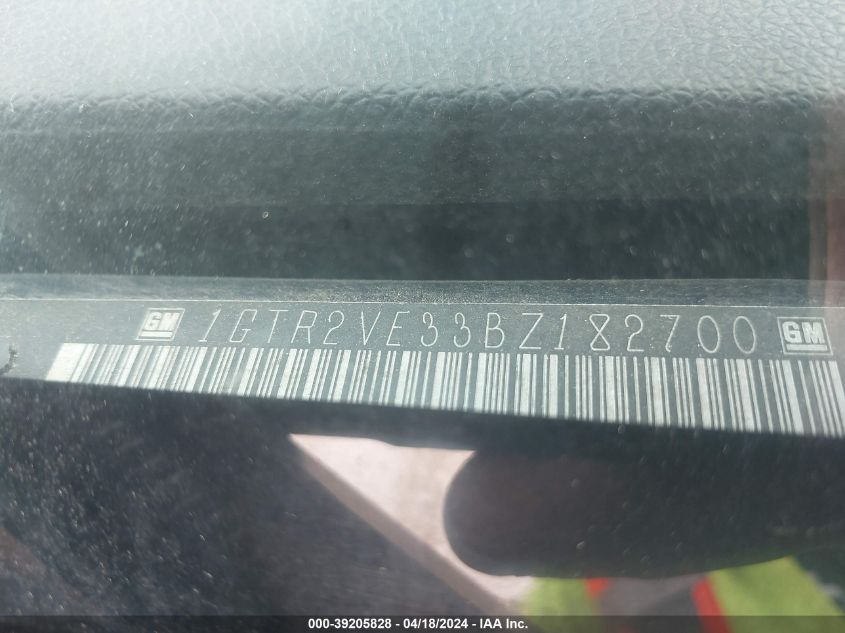 GM 1GTR2VE33BZ182700 GM
000-39205828 - 04/18/2024 - IAA Inc.